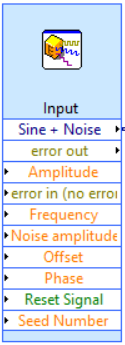 Input
Sine + Noise
error out
Amplitude
error in (no erro
Frequency
Noise amplitude
Offset
Phase
Reset Signal
Seed Number